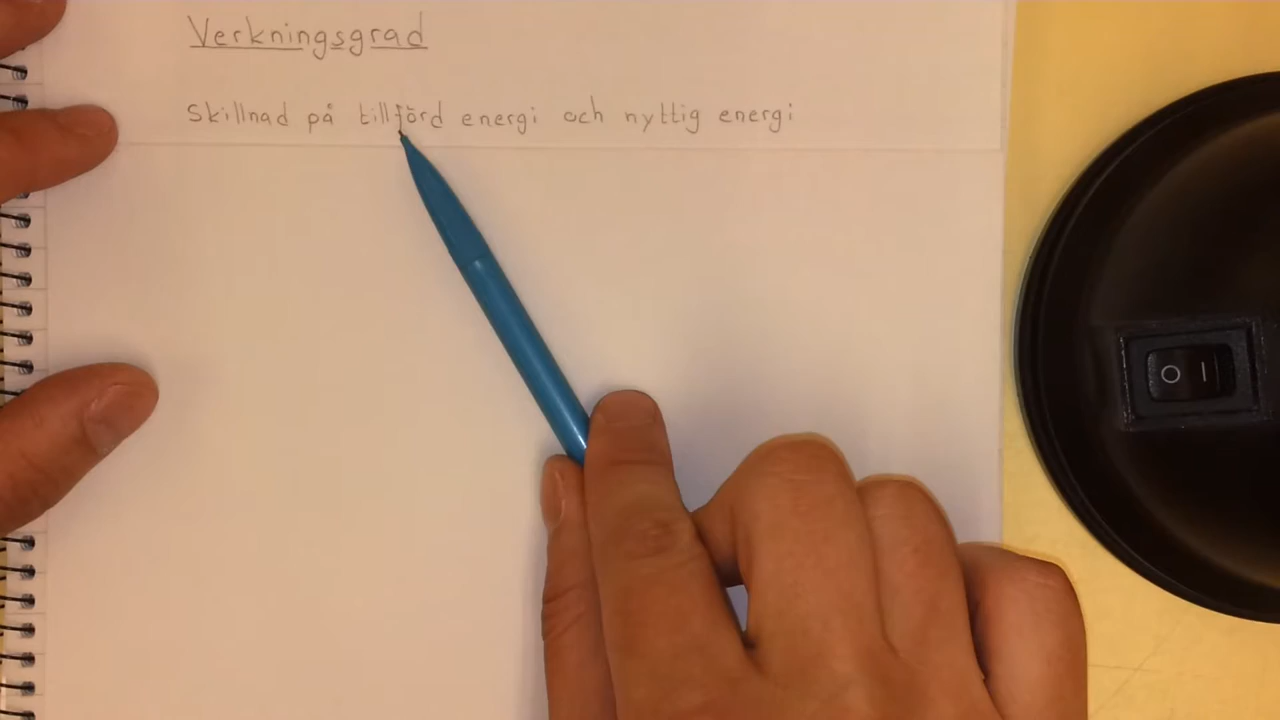 Verkningsgrad
Skillnad på tillförd energi och nyttig energi
O I